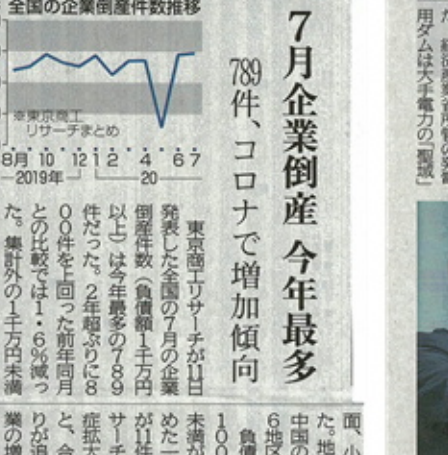 7月企業倒産 今年最多
789件、コロナで増加傾向
全国の企業倒産件数推移
※東京商工
リサーチまとめ
8月 10 12 1 2 4 6 7
2019年 20
東京商工リサーチが11日
発表した全国の7月の企業
倒産件数(負債額1千万円
以上)は今年最多の789
件だった。2年超ぶりに8
00件を上回った前年同月
との比較では1・6%減っ
た。集計外の1千万円未満
面、小
た。地
中国の
6地区
負債
100
未満が
めた一
が11件
サーチ
症拡大
と、今
りが追
業の増
用ダムは大手電力の「聖域」